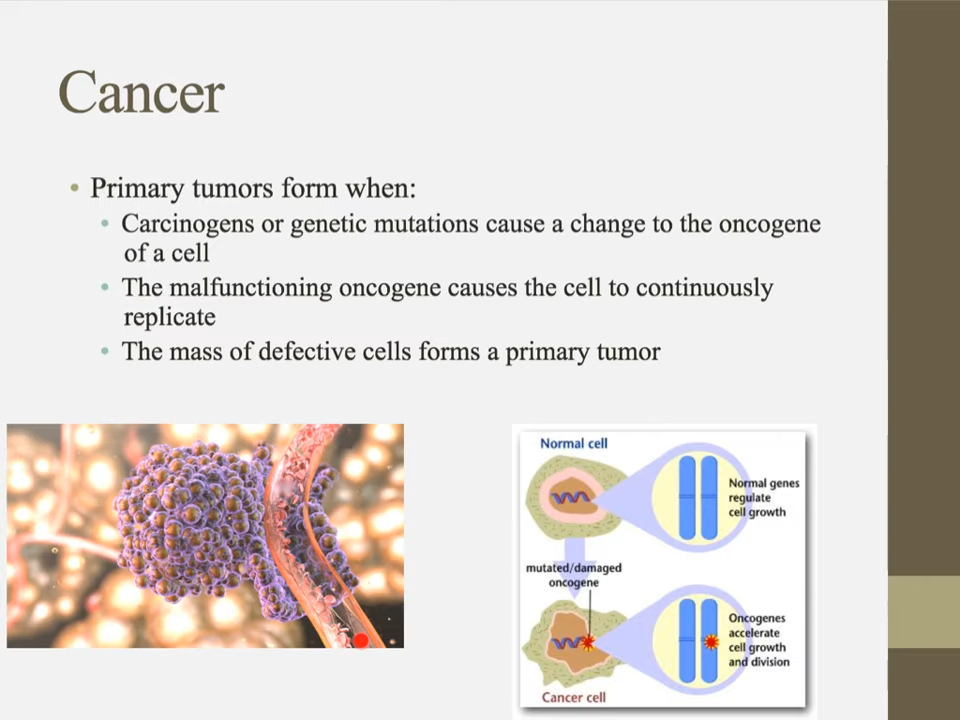 Cancer
• Primary tumors form when:
• Carcinogens or genetic mutations cause a change to the oncogene
of a cell
• The malfunctioning oncogene causes the cell to continuously
replicate
• The mass of defective cells forms a primary tumor
Normal cell
Normal genes
regulate
cell growth
mutated/damaged
oncogene
Oncogenes
accelerate
cell growth
and division
Cancer cell